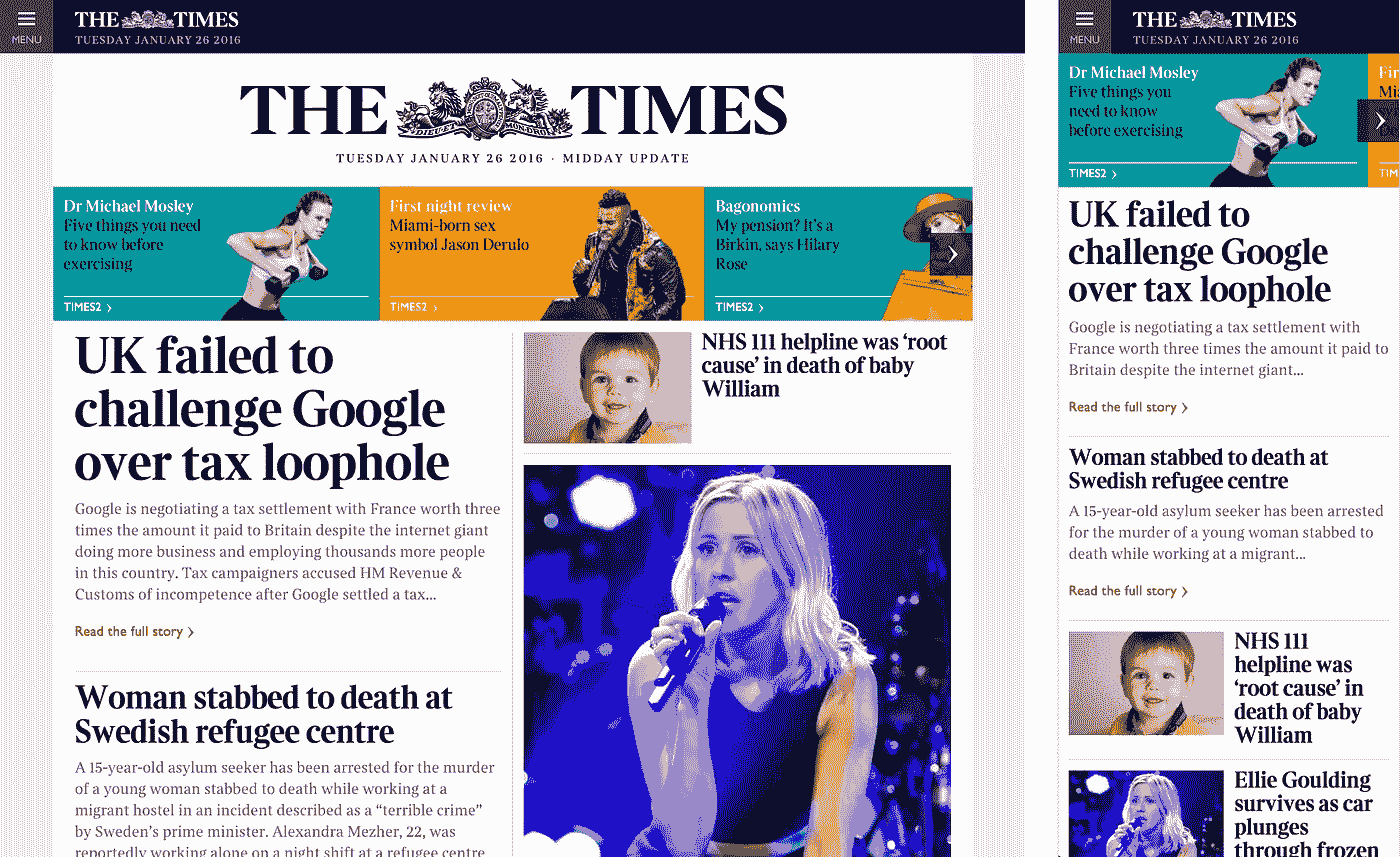 MENU
THE TIMES
TUESDAY JANUARY 26 2016
THE TIMES
DIEU ET MON DROIT
TUESDAY JANUARY 26 2016 · MIDDAY UPDATE
Dr Michael Mosley
Five things you need
to know before
exercising
TIMES2 ›
First night review
Miami-born sex
symbol Jason Derulo
TIMES2 ›
Bagonomics
My pension? It's a
Birkin, says Hilary
Rose
TIMES2 ›
UK failed to
challenge Google
over tax loophole
Google is negotiating a tax settlement with France worth three
times the amount it paid to Britain despite the internet giant
doing more business and employing thousands more people
in this country. Tax campaigners accused HM Revenue &
Customs of incompetence after Google settled a tax...
Read the full story ›
Woman stabbed to death at
Swedish refugee centre
A 15-year-old asylum seeker has been arrested for the murder
of a young woman stabbed to death while working at a
migrant hostel in an incident described as a “terrible crime”
by Sweden’s prime minister. Alexandra Mezher, 22, was
reportedly working alone on a night shift at a refugee centre
NHS 111 helpline was ‘root
cause’ in death of baby
William
MENU
THE TIMES
TUESDAY JANUARY 26 2016
Dr Michael Mosley
Five things you
need to know
before exercising
TIMES2 ›
Fir
Mia
TIM
UK failed to
challenge Google
over tax loophole
Google is negotiating a tax settlement with
France worth three times the amount it paid to
Britain despite the internet giant...
Read the full story ›
Woman stabbed to death at
Swedish refugee centre
A 15-year-old asylum seeker has been arrested
for the murder of a young woman stabbed to
death while working at a migrant...
Read the full story ›
NHS 111
helpline was
‘root cause’ in
death of baby
William
Ellie Goulding
survives as car
plunges
through frozen